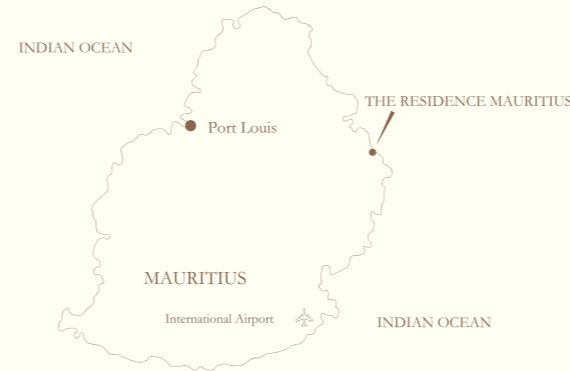 INDIAN OCEAN
THE RESIDENCE MAURITIUS
Port Louis
MAURITIUS
International Airport
INDIAN OCEAN